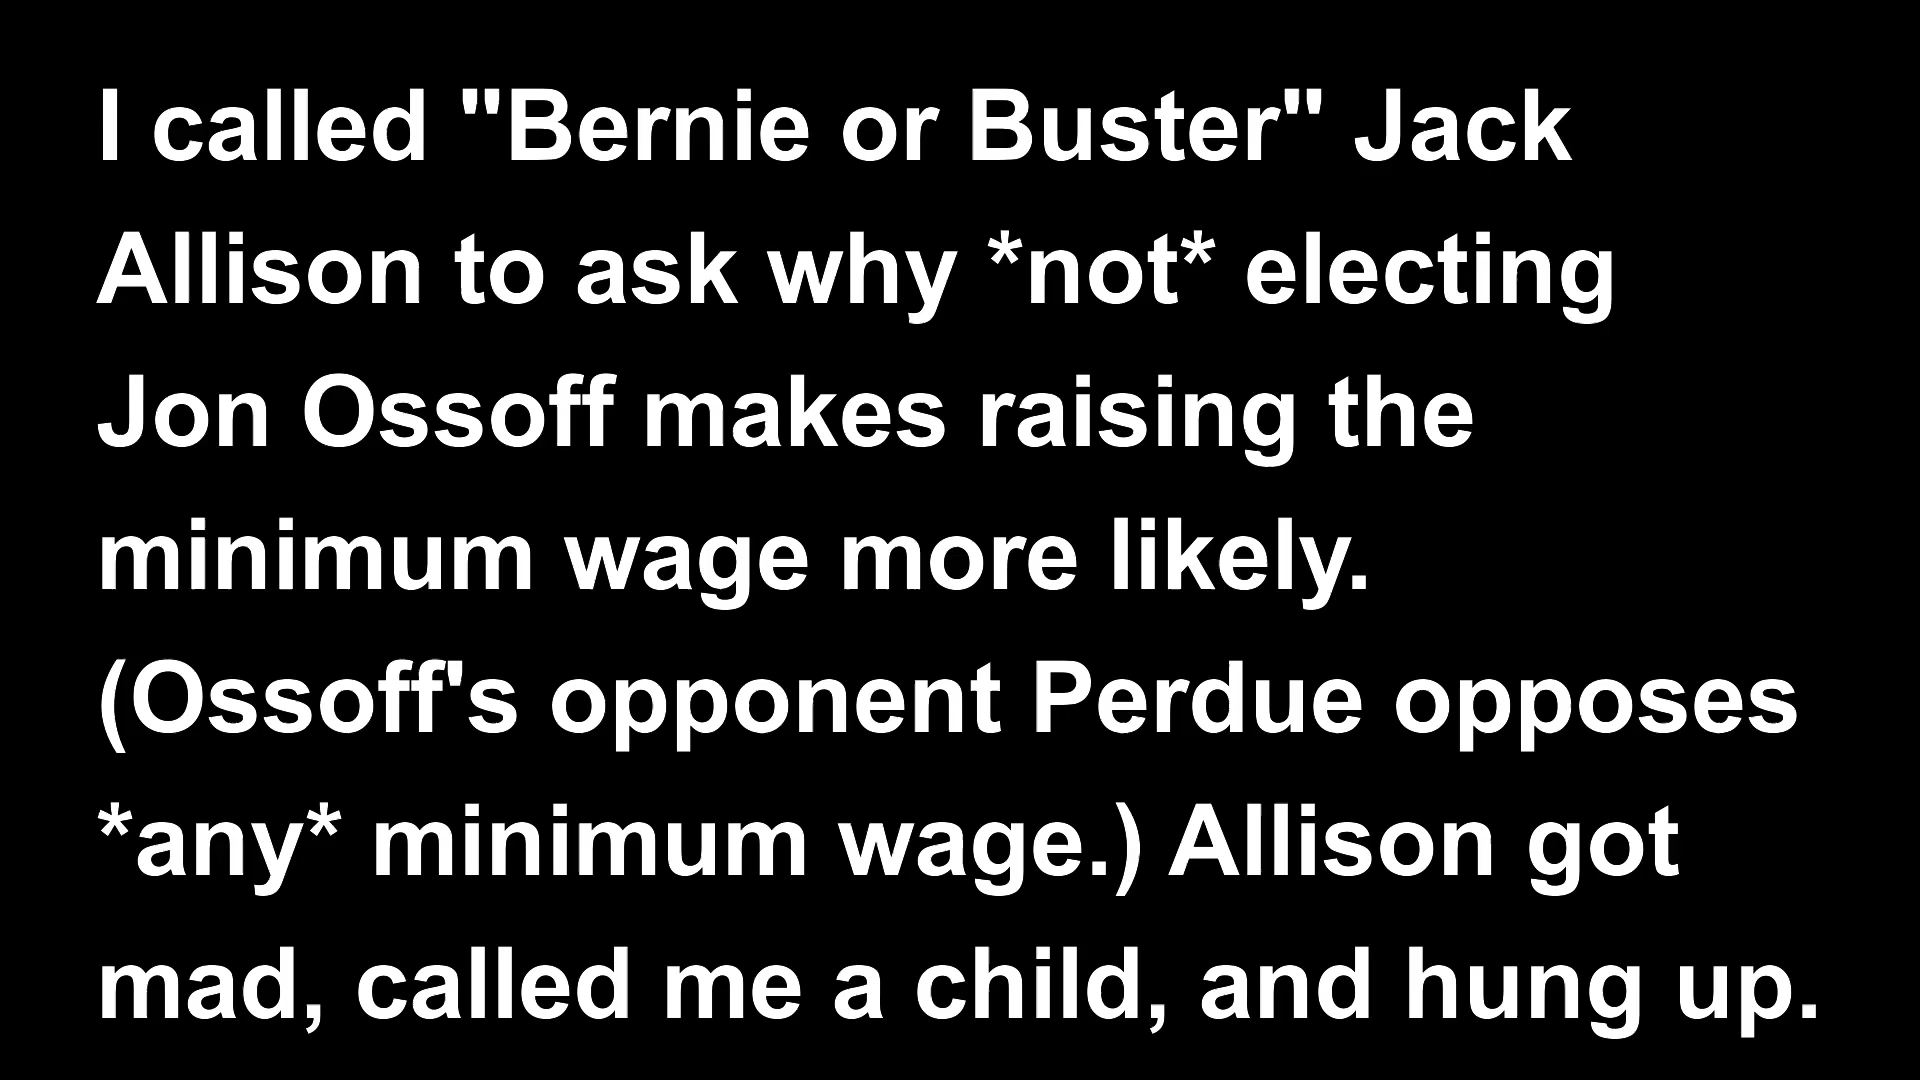 I called "Bernie or Buster" Jack
Allison to ask why *not* electing
Jon Ossoff makes raising the
minimum wage more likely.
(Ossoff's opponent Perdue opposes
*any* minimum wage.) Allison got
mad, called me a child, and hung up.